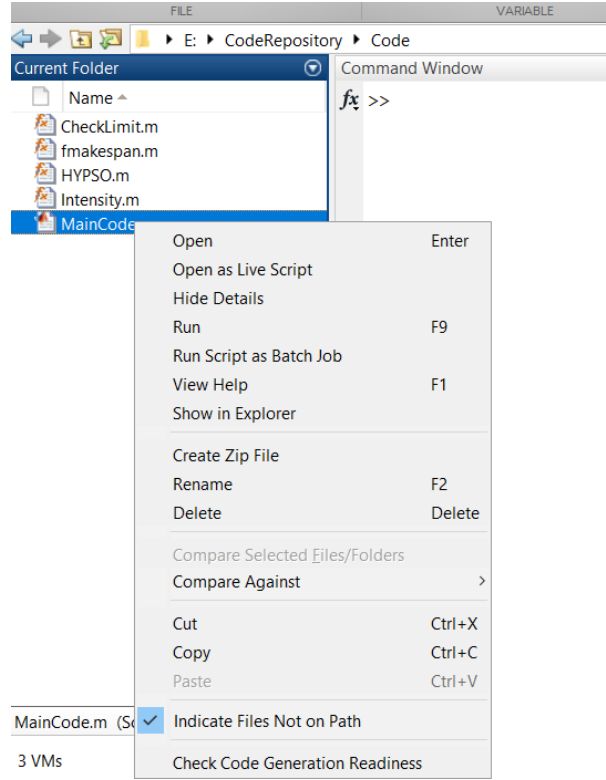 FILE VARIABLE
E: CodeRepository Code
Current Folder Command Window
Name
fx >>
CheckLimit.m
fmakespan.m
HYPSO.m
Intensity.m
MainCode
Open Enter
Open as Live Script
Hide Details
Run F9
Run Script as Batch Job
View Help F1
Show in Explorer
Create Zip File
Rename F2
Delete Delete
Compare Selected Files/Folders
Compare Against
Cut Ctrl+X
Copy Ctrl+C
Paste Ctrl+V
MainCode.m (Sc
Indicate Files Not on Path
3 VMs
Check Code Generation Readiness